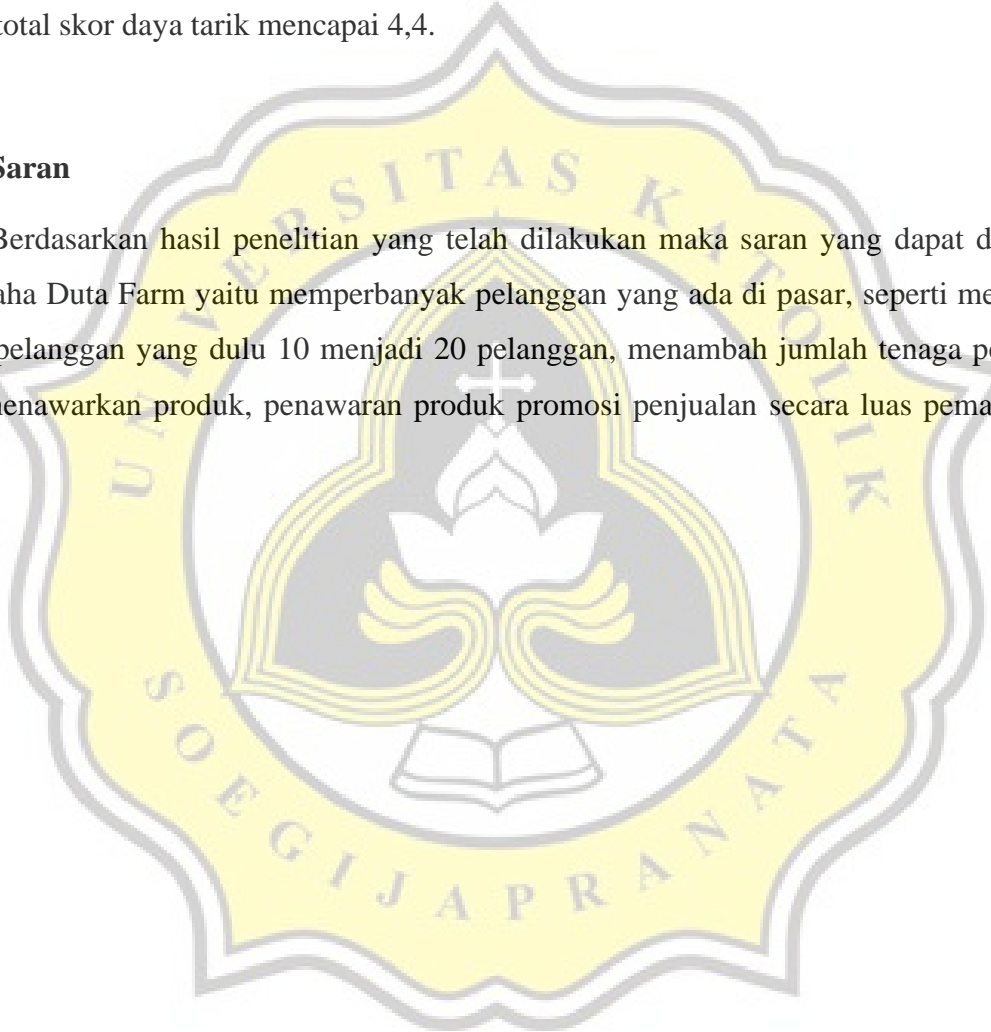 total skor daya tarik mencapai 4,4.
Saran
Berdasarkan hasil penelitian yang telah dilakukan maka saran yang dapat d
aha Duta Farm yaitu memperbanyak pelanggan yang ada di pasar, seperti me
pelanggan yang dulu 10 menjadi 20 pelanggan, menambah jumlah tenaga pe
enawarkan produk, penawaran produk promosi penjualan secara luas pema
UNIVERSITAS KATOLIK
SOEGIJAPRANATA